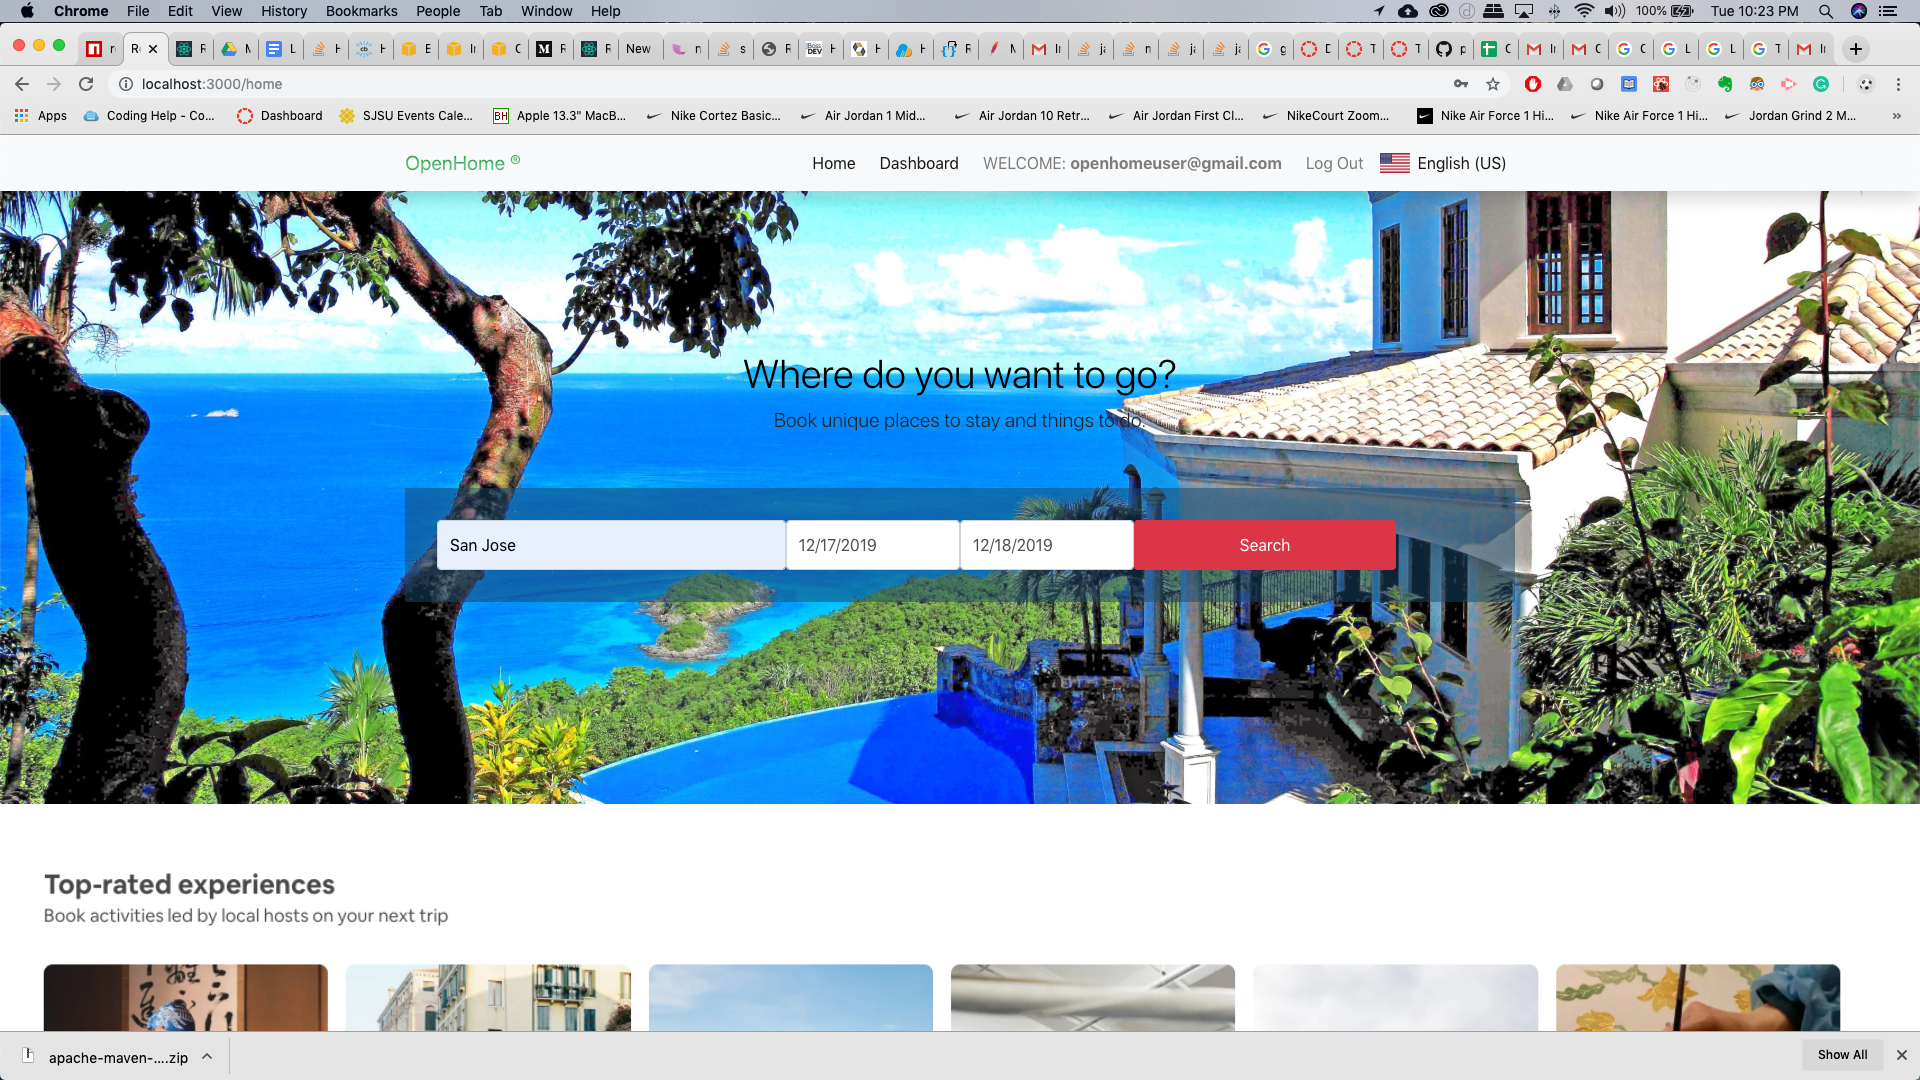 Chrome File Edit View History Bookmarks People Tab Window Help 100% Tue 10:23 PM
New
localhost:3000/home
Apps Coding Help - Co... Dashboard SJSU Events Cale... BH Apple 13.3" MacB... Nike Cortez Basic... Air Jordan 1 Mid... Air Jordan 10 Retr... Air Jordan First Cl... NikeCourt Zoom... Nike Air Force 1 Hi... Nike Air Force 1 Hi... Jordan Grind 2 M... »
OpenHome ® Home Dashboard WELCOME: openhomeuser@gmail.com Log Out English (US)
Where do you want to go?
Book unique places to stay and things to do.
San Jose 12/17/2019 12/18/2019 Search
Top-rated experiences
Book activities led by local hosts on your next trip
apache-maven-....zip Show All